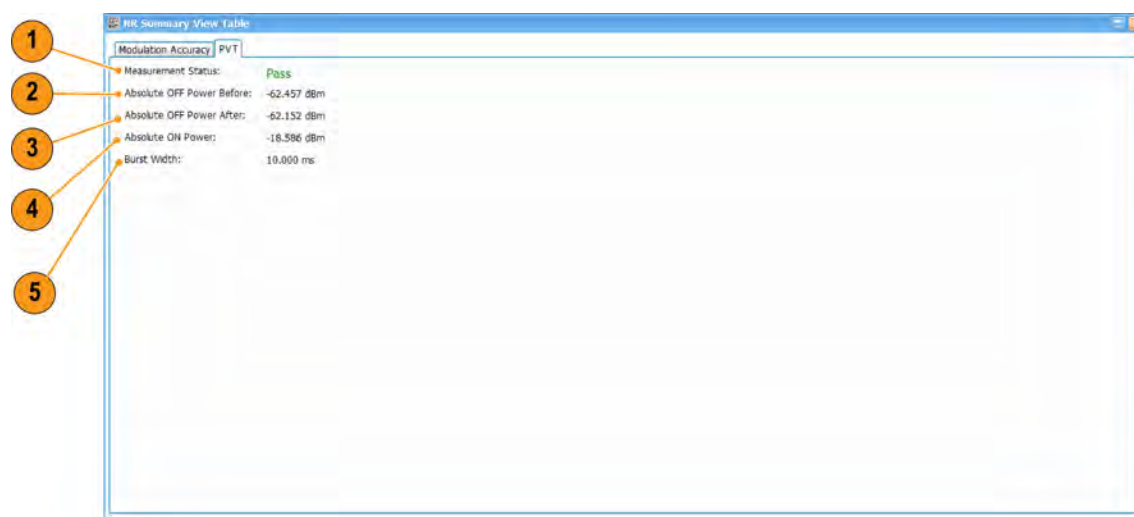 NR Summary View Table
Modulation Accuracy PVT
1
Measurement Status: Pass
2
Absolute OFF Power Before: -62.457 dBm
3
Absolute OFF Power After: -62.152 dBm
4
Absolute ON Power: -18.586 dBm
5
Burst Width: 10.000 ms